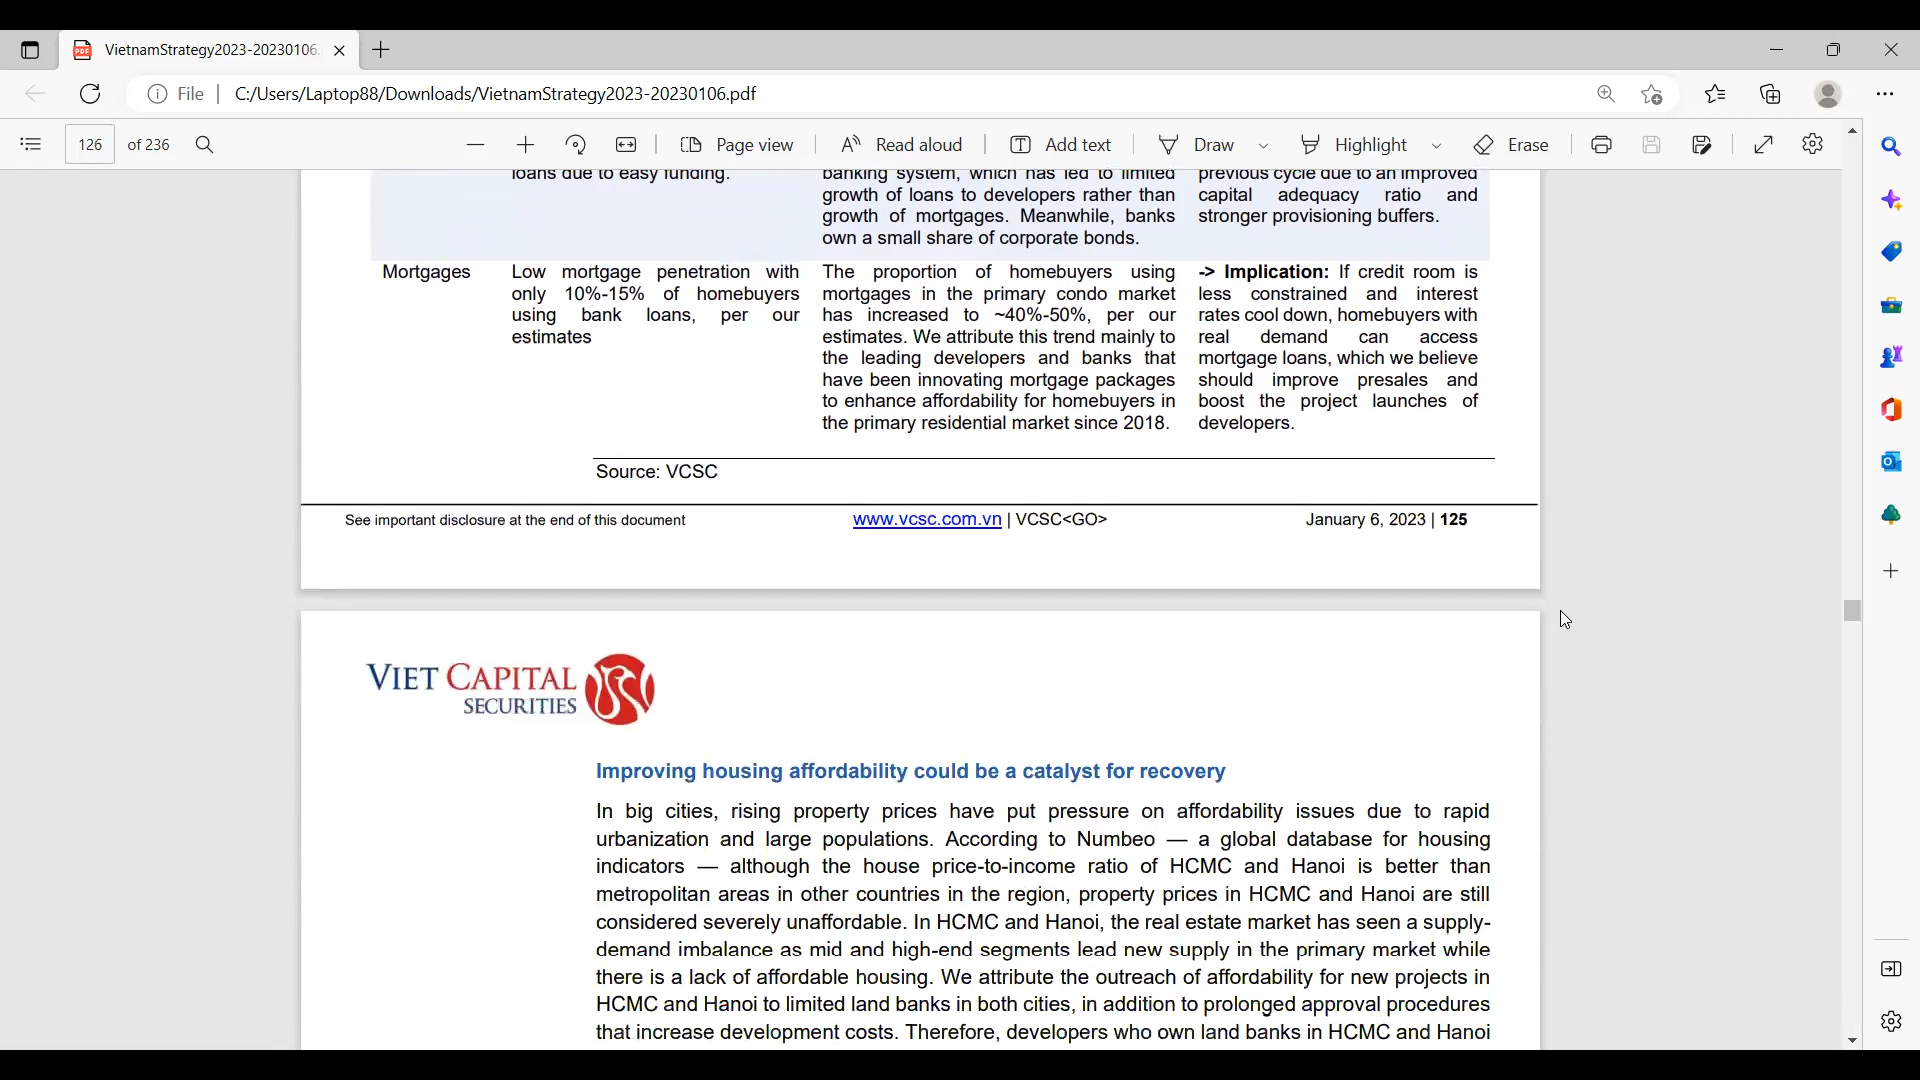 VietnamStrategy2023-20230106.
File
C:/Users/Laptop88/Downloads/VietnamStrategy2023-20230106.pdf
126 of 236
Page view
Read aloud
Add text
Draw
Highlight
Erase
loans due to easy funding.
banking system, which has led to limited
growth of loans to developers rather than
growth of mortgages. Meanwhile, banks
own a small share of corporate bonds.
previous cycle due to an improved
capital adequacy ratio and
stronger provisioning buffers.
Mortgages
Low mortgage penetration with
only 10%-15% of homebuyers
using bank loans, per our
estimates
The proportion of homebuyers using
mortgages in the primary condo market
has increased to ~40%-50%, per our
estimates. We attribute this trend mainly to
the leading developers and banks that
have been innovating mortgage packages
to enhance affordability for homebuyers in
the primary residential market since 2018.
-> Implication: If credit room is
less constrained and interest
rates cool down, homebuyers with
real demand can access
mortgage loans, which we believe
should improve presales and
boost the project launches of
developers.
Source: VCSC
See important disclosure at the end of this document
www.vcsc.com.vn | VCSC<GO>
January 6, 2023 | 125
VIET CAPITAL
SECURITIES
Improving housing affordability could be a catalyst for recovery
In big cities, rising property prices have put pressure on affordability issues due to rapid
urbanization and large populations. According to Numbeo — a global database for housing
indicators — although the house price-to-income ratio of HCMC and Hanoi is better than
metropolitan areas in other countries in the region, property prices in HCMC and Hanoi are still
considered severely unaffordable. In HCMC and Hanoi, the real estate market has seen a supply-
demand imbalance as mid and high-end segments lead new supply in the primary market while
there is a lack of affordable housing. We attribute the outreach of affordability for new projects in
HCMC and Hanoi to limited land banks in both cities, in addition to prolonged approval procedures
that increase development costs. Therefore, developers who own land banks in HCMC and Hanoi